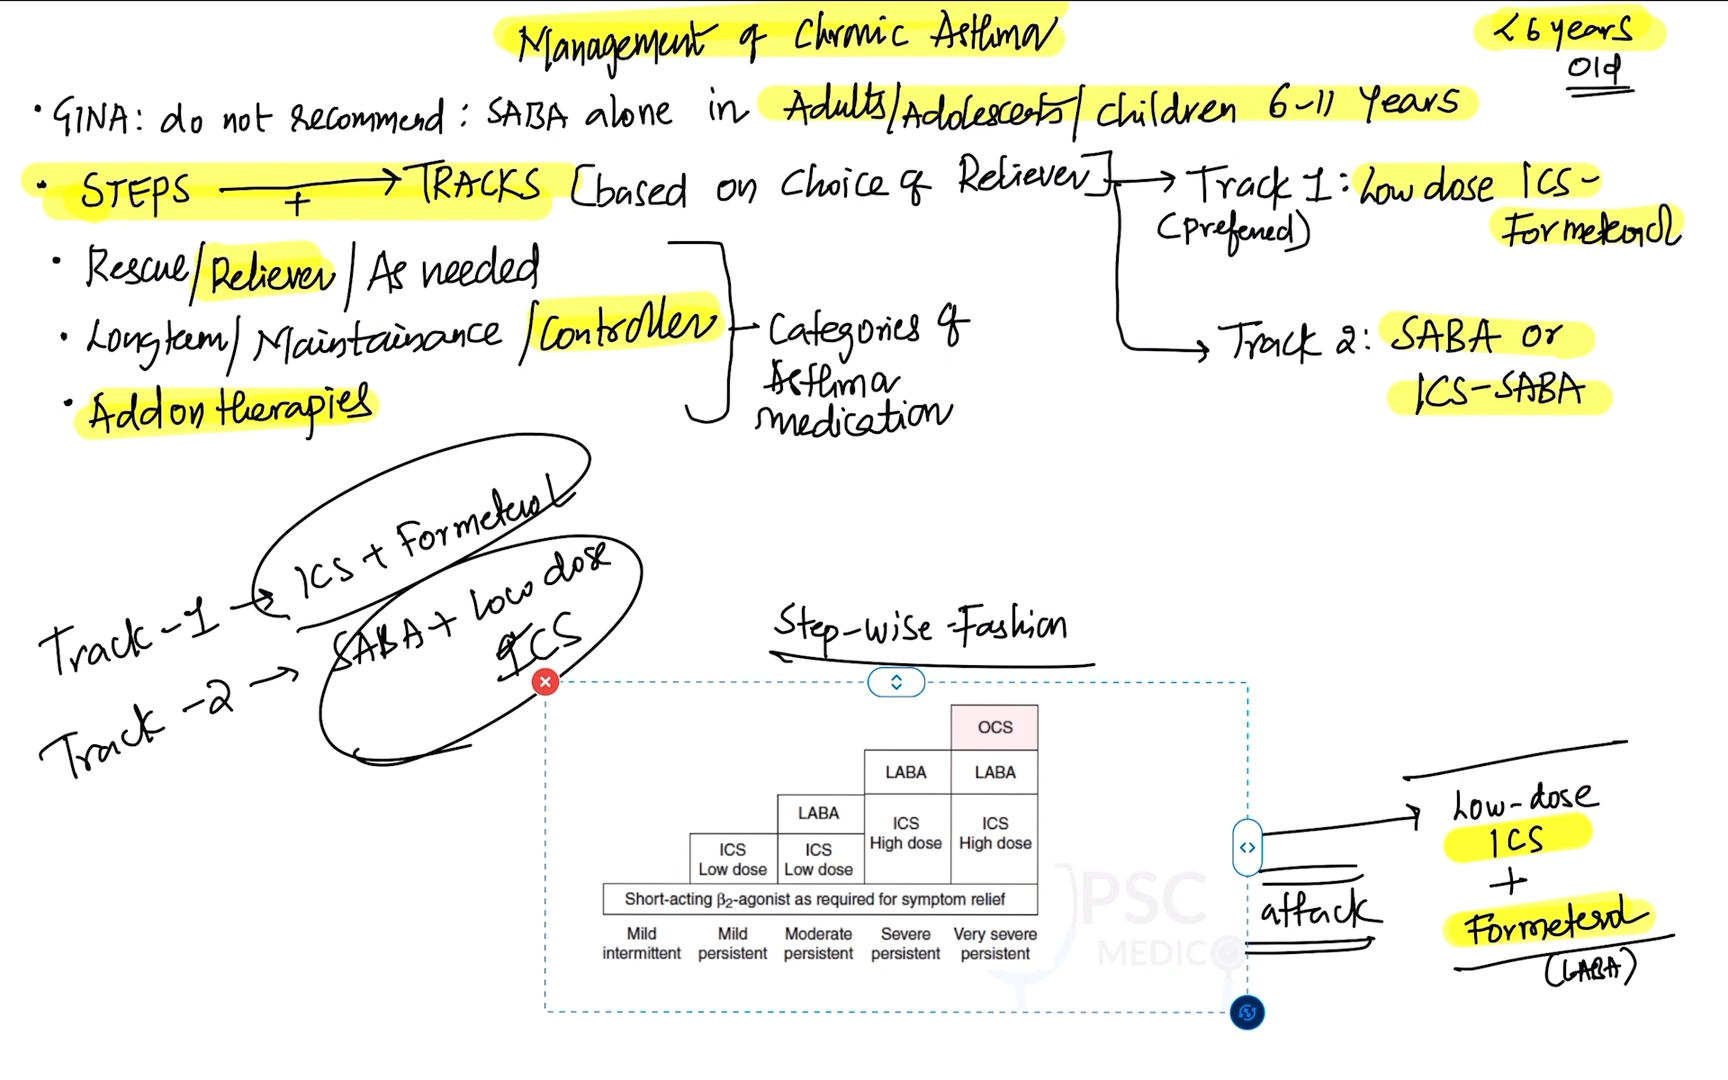 Management of Chronic Asthma
< 6 years
old
• GINA: do not recommend: SABA alone in Adults/Adolescents/children 6-11 Years
• STEPS + → TRACKS [based on Choice of Reliever] → Track 1: Low dose ICS-
(preferred) Formeterol
• Rescue/Reliever/As needed
• Longterm/Maintainance/Controller
• Add on therapies
Categories of
Asthma
medication
→ Track 2: SABA or
ICS-SABA
Track-1 → ICS + Formeterol
Track-2 → SABA + Low dose
ICS
Step-wise-Fashion
OCS
LABA LABA
LABA ICS High dose ICS High dose
ICS Low dose ICS Low dose
Short-acting β2-agonist as required for symptom relief
Mild intermittent Mild persistent Moderate persistent Severe persistent Very severe persistent
PSC
MEDICO
attack
Low-dose
ICS
+
Formeterol
(LABA)